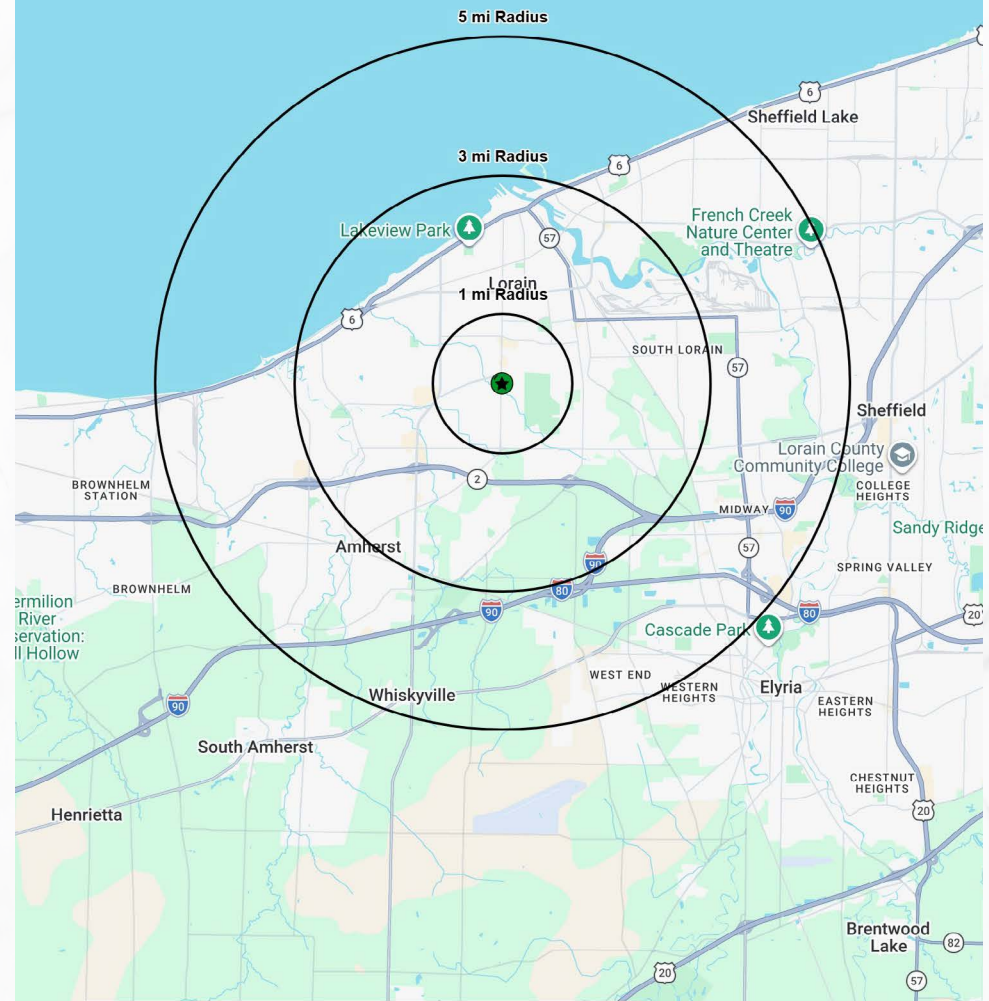 5 mi Radius
6
Sheffield Lake
3 mi Radius
6
Lakeview Park
French Creek
Nature Center
and Theatre
57
Lorain
1 mi Radius
6
SOUTH LORAIN
57
Sheffield
Lorain County
Community College
COLLEGE
HEIGHTS
2
BROWNHELM
STATION
MIDWAY
90
Sandy Ridge
Amherst
57
90
SPRING VALLEY
BROWNHELM
80
90
80
20
ermilion
River
servation:
ll Hollow
Cascade Park
WEST END
WESTERN
HEIGHTS
Elyria
Whiskyville
90
EASTERN
HEIGHTS
South Amherst
CHESTNUT
HEIGHTS
Henrietta
20
Brentwood
Lake
82
20
57